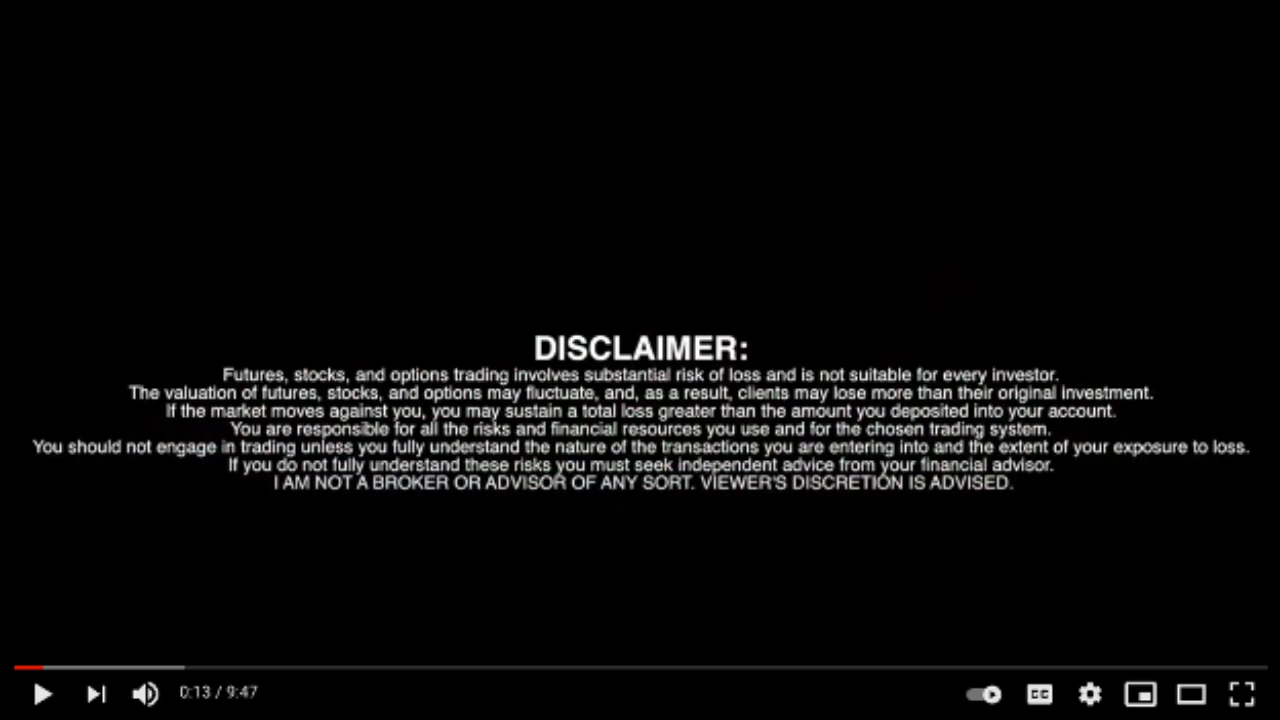 DISCLAIMER:
Futures, stocks, and options trading involves substantial risk of loss and is not suitable for every investor.
The valuation of futures, stocks, and options may fluctuate, and, as a result, clients may lose more than their original investment.
If the market moves against you, you may sustain a total loss greater than the amount you deposited into your account.
You are responsible for all the risks and financial resources you use and for the chosen trading system.
You should not engage in trading unless you fully understand the nature of the transactions you are entering into and the extent of your exposure to loss.
If you do not fully understand these risks you must seek independent advice from your financial advisor.
I AM NOT A BROKER OR ADVISOR OF ANY SORT. VIEWER'S DISCRETION IS ADVISED.
0:13 / 9:47
CC